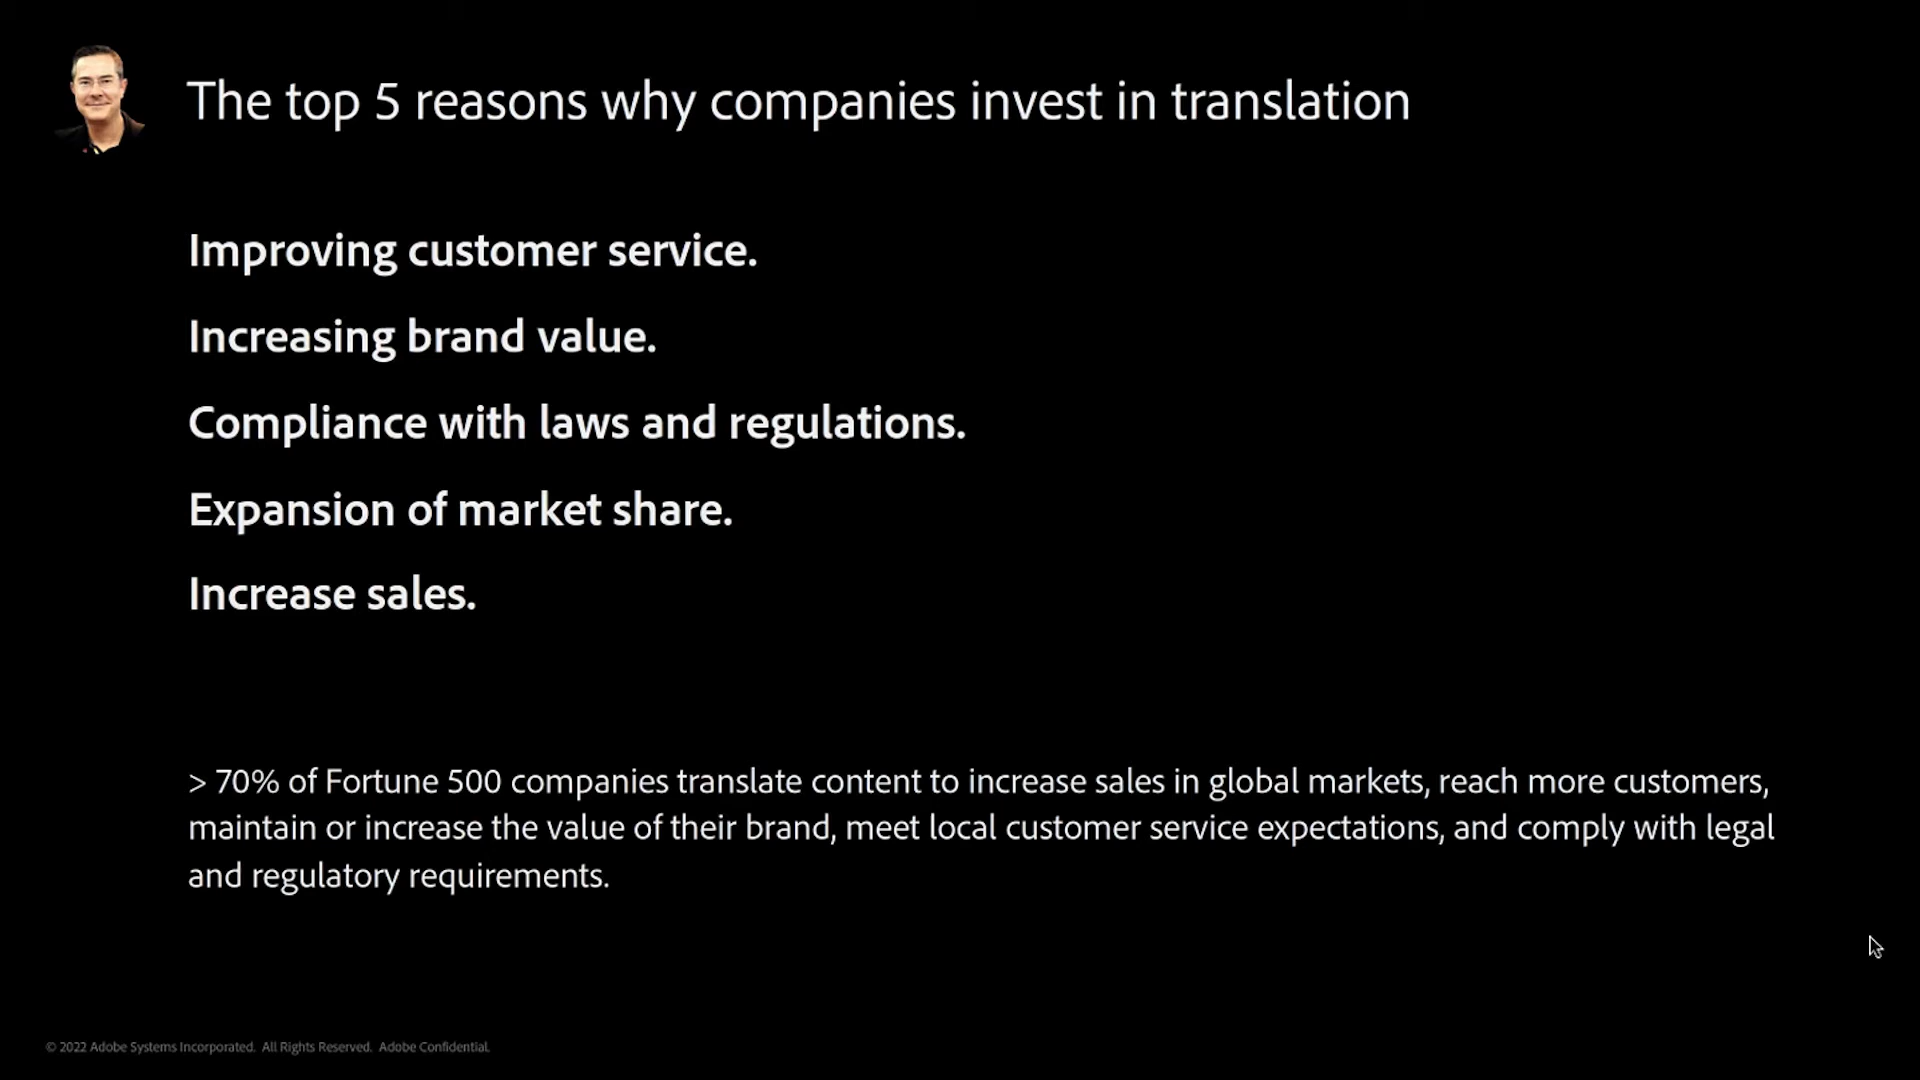 The top 5 reasons why companies invest in translation
Improving customer service.
Increasing brand value.
Compliance with laws and regulations.
Expansion of market share.
Increase sales.
> 70% of Fortune 500 companies translate content to increase sales in global markets, reach more customers,
maintain or increase the value of their brand, meet local customer service expectations, and comply with legal
and regulatory requirements.
© 2022 Adobe Systems Incorporated. All Rights Reserved. Adobe Confidential.